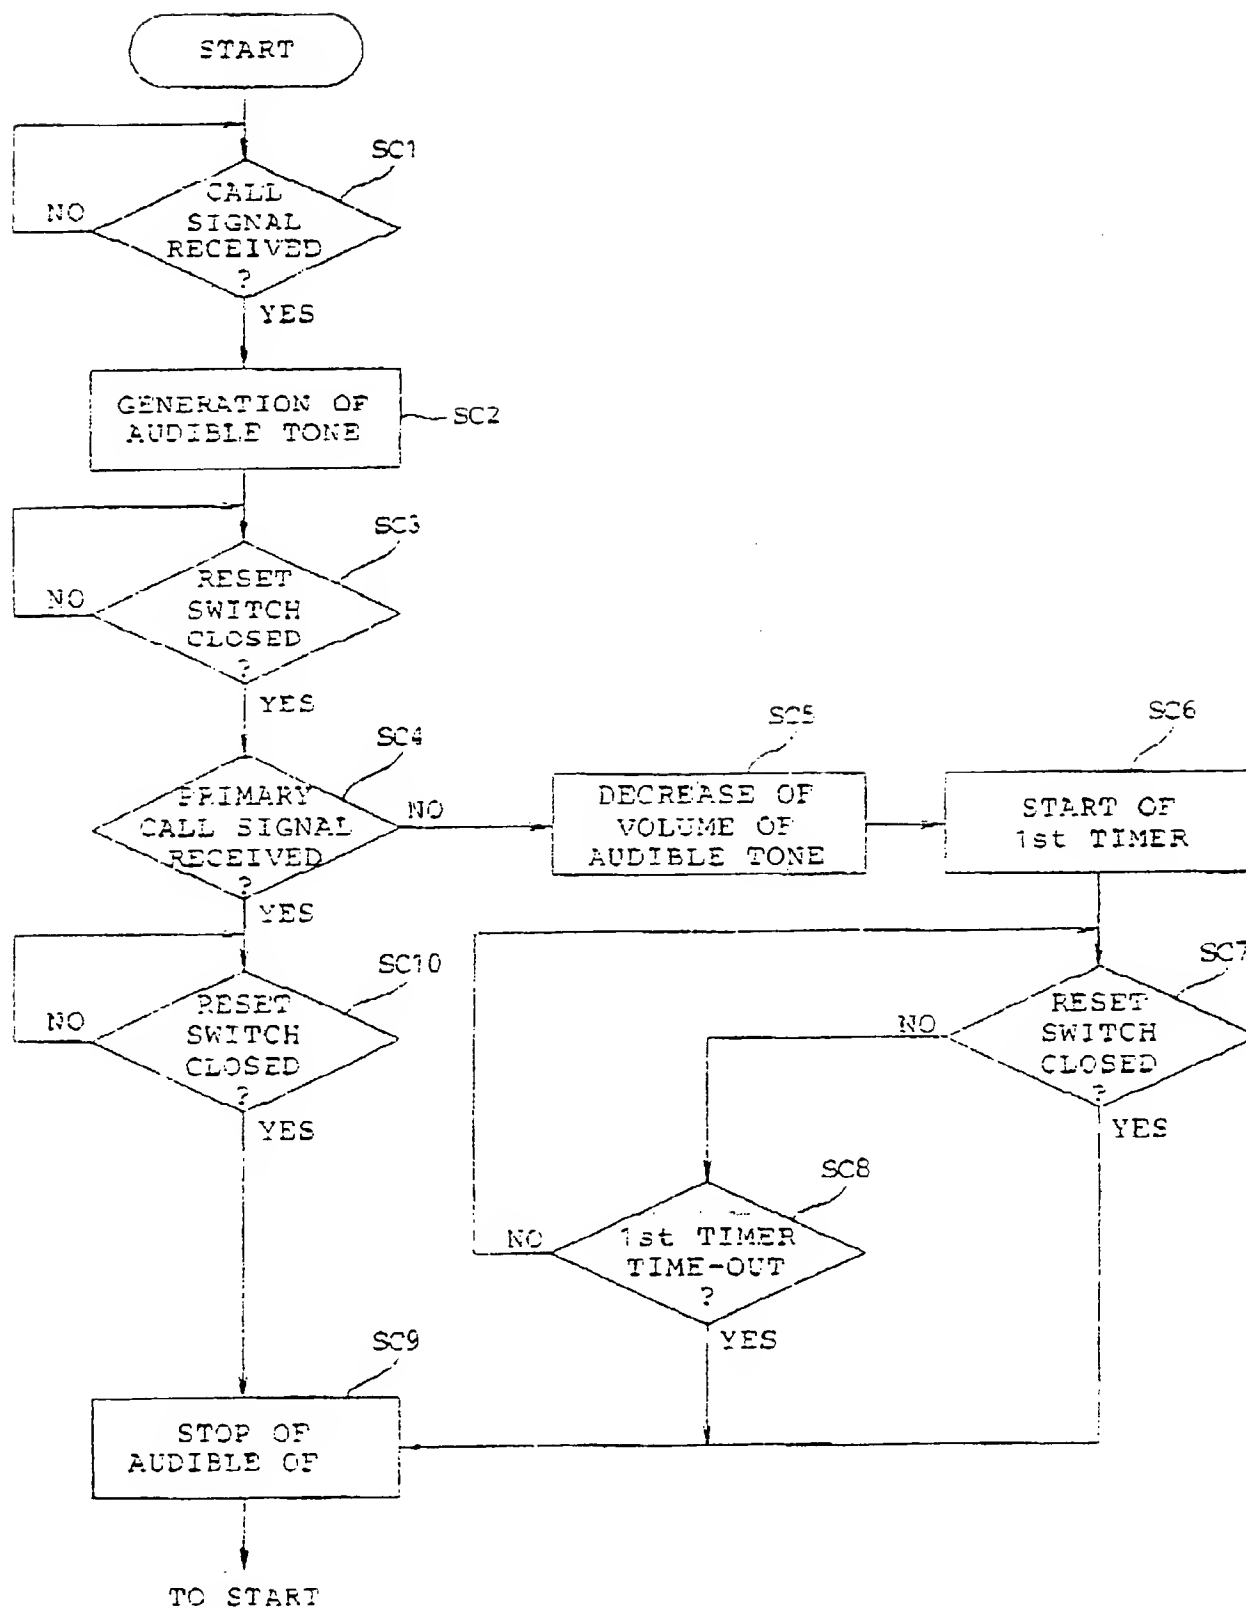 START
SC1
CALL
SIGNAL
RECEIVED
?
NO
YES
GENERATION OF
AUDIBLE TONE
SC2
SC3
RESET
SWITCH
CLOSED
?
NO
YES
SC4
PRIMARY
CALL SIGNAL
RECEIVED
?
NO
YES
SC5
DECREASE OF
VOLUME OF
AUDIBLE TONE
SC6
START OF
1st TIMER
SC10
RESET
SWITCH
CLOSED
?
NO
YES
SC7
RESET
SWITCH
CLOSED
?
NO
YES
SC8
1st TIMER
TIME-OUT
?
NO
YES
SC9
STOP OF
AUDIBLE OF
TO START